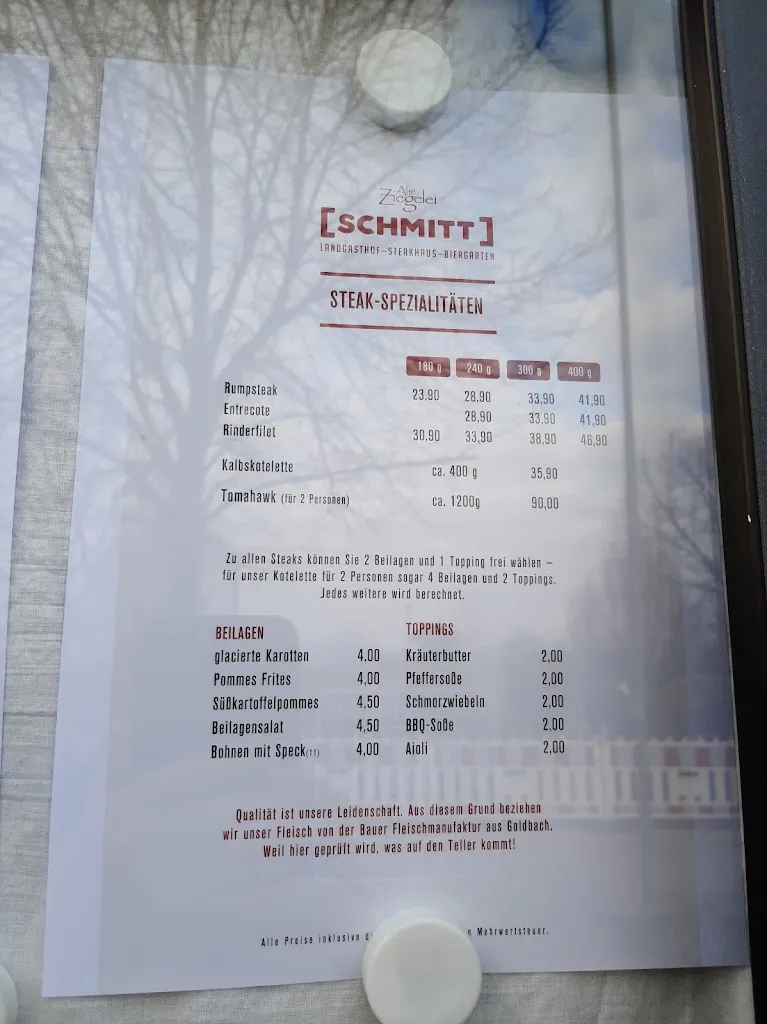 Alte
Ziegelei
[SCHMITT]
LANDGASTHOF-STEAKHAUS-BIERGARTEN
STEAK-SPEZIALITÄTEN
180 g 240 g 300 g 400 g
Rumpsteak 23,90 28,90 33,90 41,90
Entrecote 28,90 33,90 41,90
Rinderfilet 30,90 33,90 38,90 46,90
Kalbskotelette ca. 400 g 35,90
Tomahawk (für 2 Personen) ca. 1200g 90,00
Zu allen Steaks können Sie 2 Beilagen und 1 Topping frei wählen –
für unser Kotelette für 2 Personen sogar 4 Beilagen und 2 Toppings.
Jedes weitere wird berechnet.
BEILAGEN TOPPINGS
glacierte Karotten 4,00 Kräuterbutter 2,00
Pommes Frites 4,00 Pfeffersoße 2,00
Süßkartoffelpommes 4,50 Schmorzwiebeln 2,00
Beilagensalat 4,50 BBQ-Soße 2,00
Bohnen mit Speck(11) 4,00 Aioli 2,00
Qualität ist unsere Leidenschaft. Aus diesem Grund beziehen
wir unser Fleisch von der Bauer Fleischmanufaktur aus Goldbach.
Weil hier geprüft wird, was auf den Teller kommt!
Alle Preise inklusive Mehrwertsteuer.